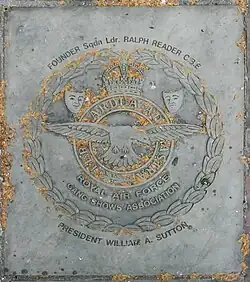 FOUNDER Sqdn Ldr. RALPH READER C.B.E.
ROYAL AIR FORCE
GANG SHOWS ASSOCIATION
PRESIDENT WILLIAM A. SUTTON